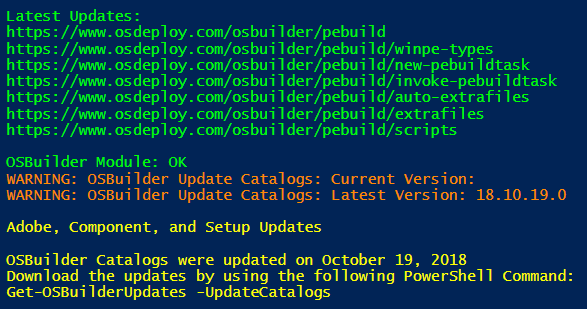 Latest Updates:
https://www.osdeploy.com/osbuilder/pebuild
https://www.osdeploy.com/osbuilder/pebuild/winpe-types
https://www.osdeploy.com/osbuilder/pebuild/new-pebuildtask
https://www.osdeploy.com/osbuilder/pebuild/invoke-pebuildtask
https://www.osdeploy.com/osbuilder/pebuild/auto-extrafiles
https://www.osdeploy.com/osbuilder/pebuild/extrafiles
https://www.osdeploy.com/osbuilder/pebuild/scripts
OSBuilder Module: OK
WARNING: OSBuilder Update Catalogs: Current Version:
WARNING: OSBuilder Update Catalogs: Latest Version: 18.10.19.0
Adobe, Component, and Setup Updates
OSBuilder Catalogs were updated on October 19, 2018
Download the updates by using the following PowerShell Command:
Get-OSBuilderUpdates -UpdateCatalogs